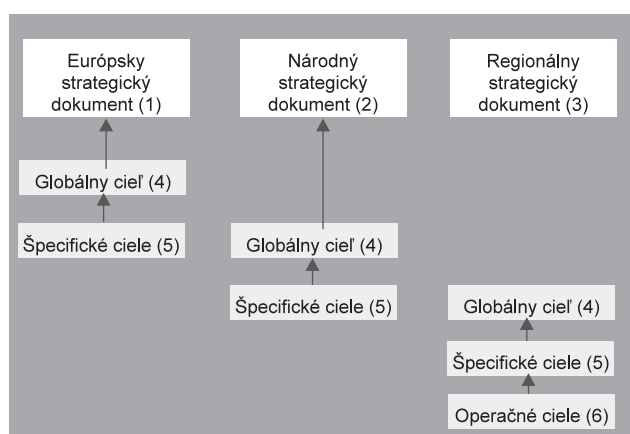 Európsky
strategický
dokument (1)
Národný
strategický
dokument (2)
Regionálny
strategický
dokument (3)
Globálny cieľ (4)
Špecifické ciele (5)
Globálny cieľ (4)
Špecifické ciele (5)
Globálny cieľ (4)
Špecifické ciele (5)
Operačné ciele (6)